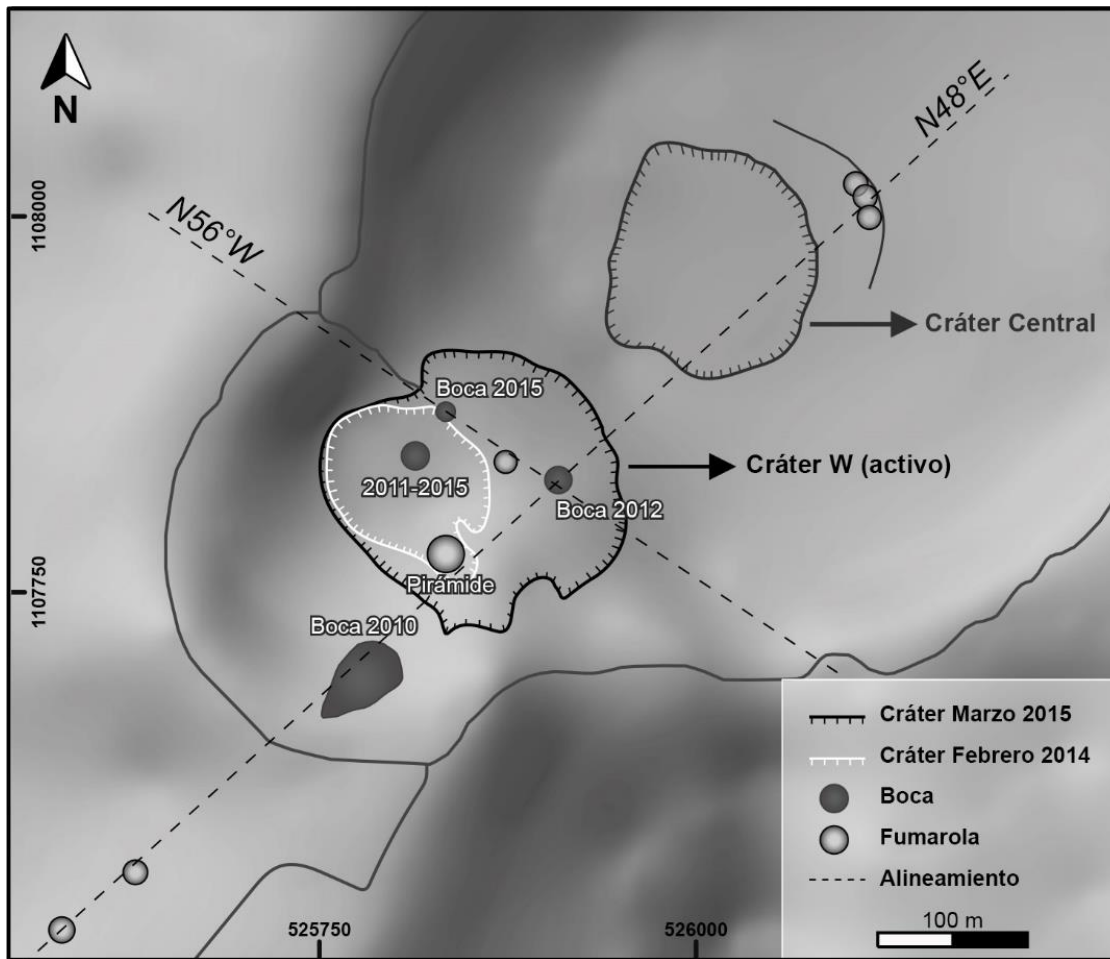 N
N48°E
1108000
N56°W
Cráter Central
Boca 2015
Cráter W (activo)
2011-2015
Boca 2012
Pirámide
1107750
Boca 2010
Cráter Marzo 2015
Cráter Febrero 2014
Boca
Fumarola
Alineamiento
100 m
525750
526000